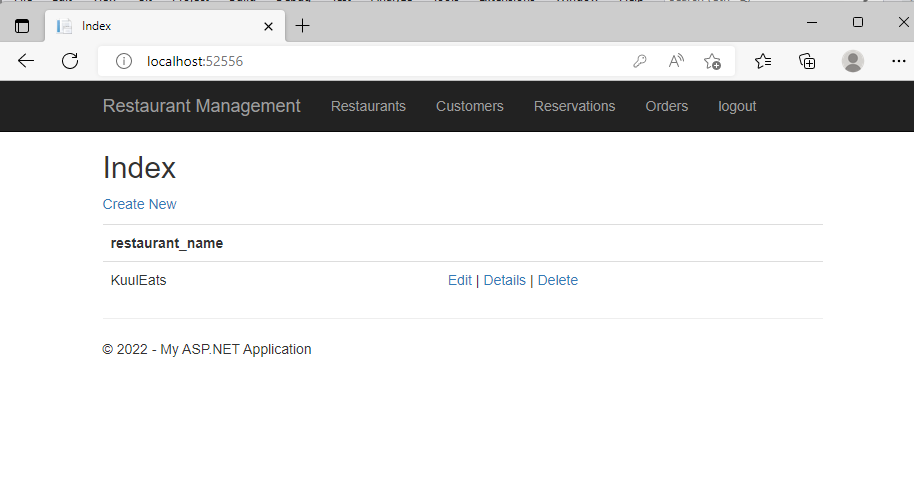 Index
localhost:52556
Restaurant Management Restaurants Customers Reservations Orders logout
Index
Create New
restaurant_name
KuulEats Edit | Details | Delete
© 2022 - My ASP.NET Application